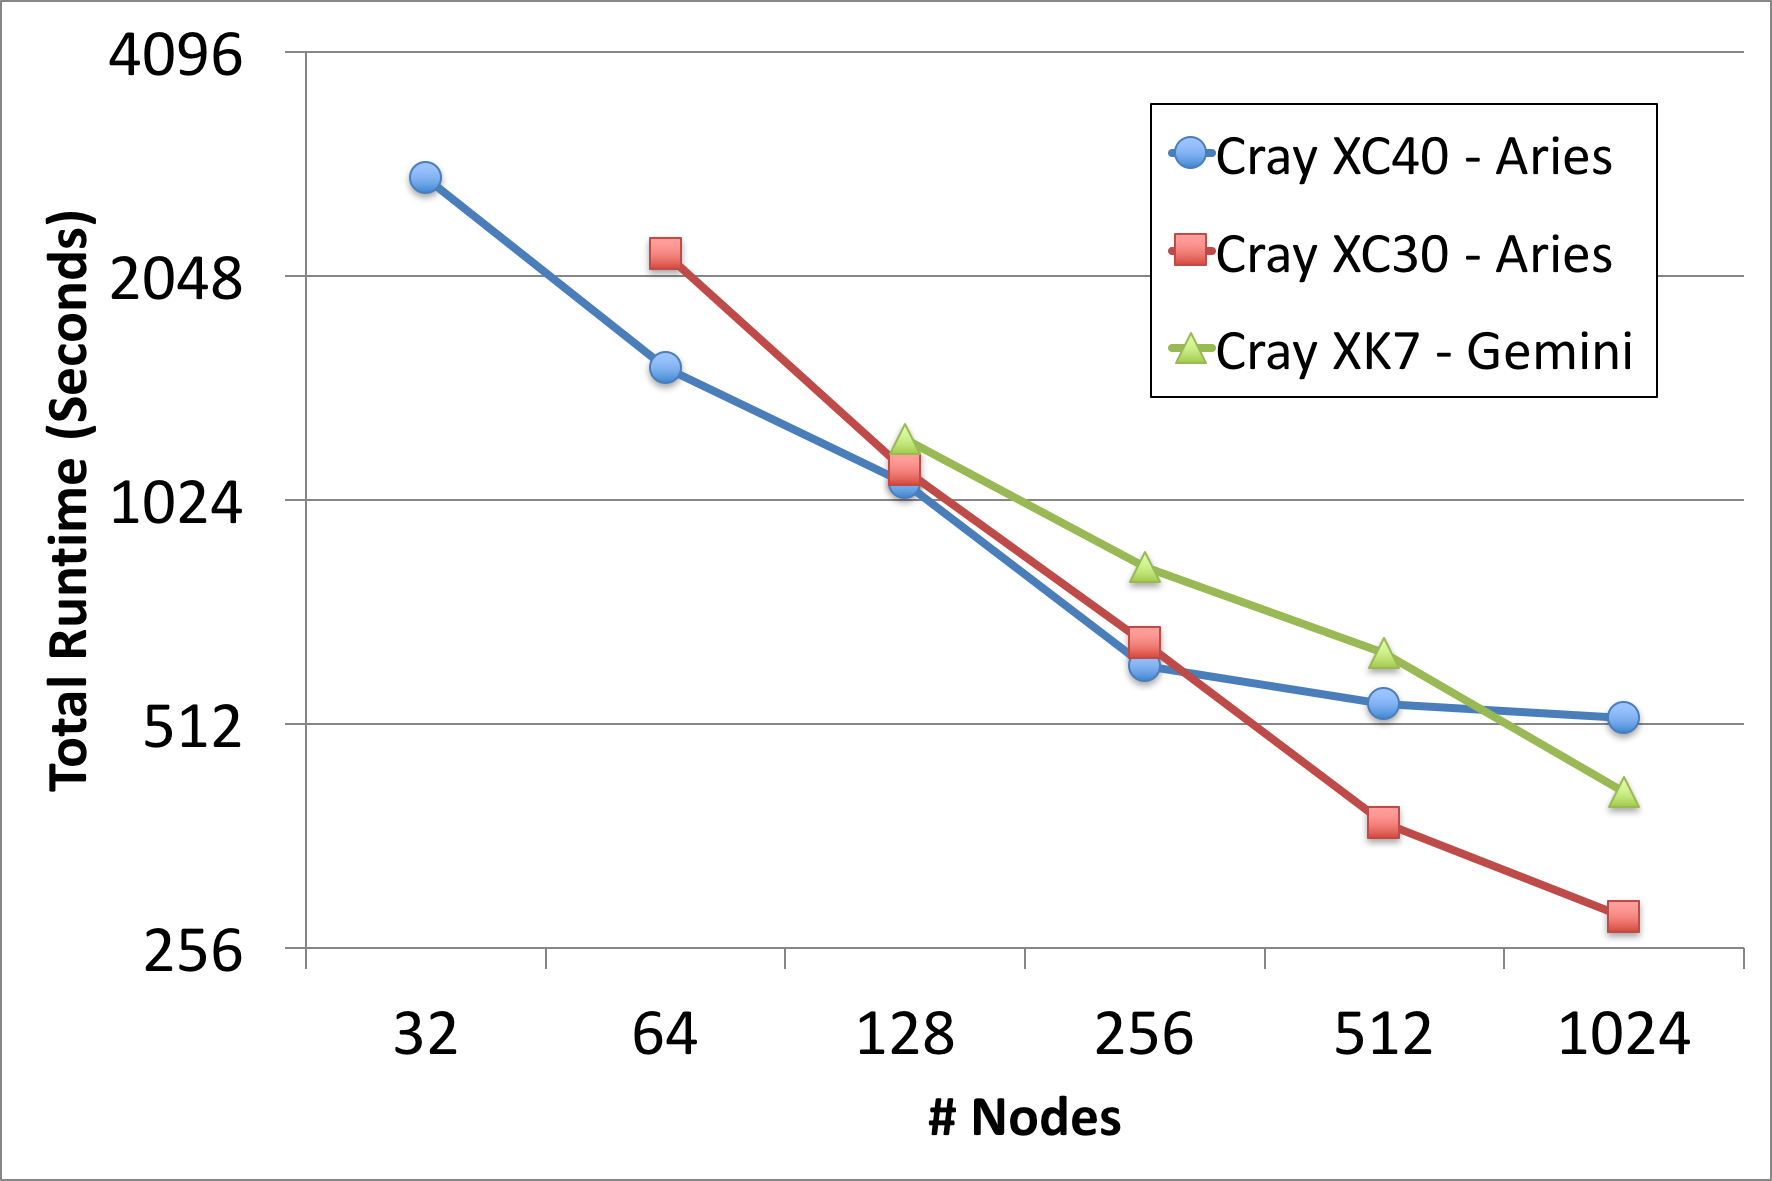 4096
2048
1024
512
256
Total Runtime (Seconds)
Cray XC40 - Aries
Cray XC30 - Aries
Cray XK7 - Gemini
32 64 128 256 512 1024
# Nodes